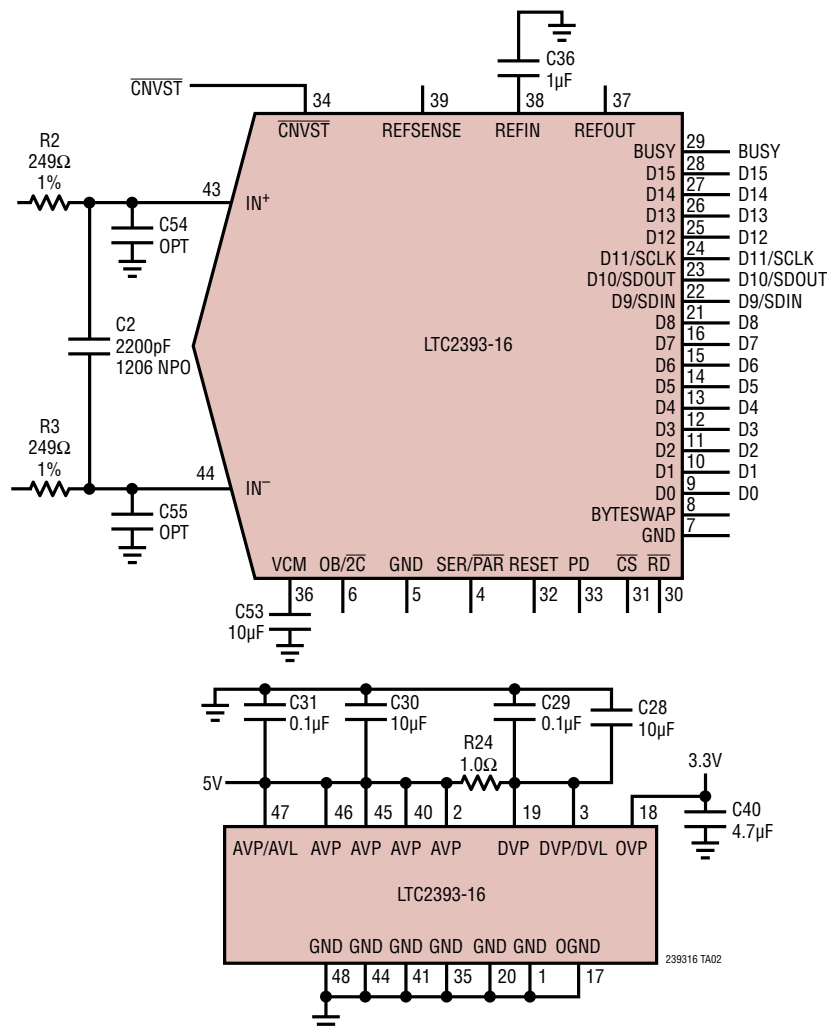 C36
1µF
CNVST
34
39
38
37
CNVST
REFSENSE
REFIN
REFOUT
R2
249Ω
1%
43
IN+
C54
OPT
C2
2200pF
1206 NPO
LTC2393-16
R3
249Ω
1%
44
IN–
C55
OPT
BUSY 29 BUSY
D15 28 D15
D14 27 D14
D13 26 D13
D12 25 D12
D11/SCLK 24 D11/SCLK
D10/SDOUT 23 D10/SDOUT
D9/SDIN 22 D9/SDIN
D8 21 D8
D7 16 D7
D6 15 D6
D5 14 D5
D4 13 D4
D3 12 D3
D2 11 D2
D1 10 D1
D0 9 D0
BYTESWAP 8
GND 7
VCM OB/2C GND SER/PAR RESET PD CS RD
36 6 5 4 32 33 31 30
C53
10µF
C31
0.1µF
C30
10µF
C29
0.1µF
C28
10µF
R24
1.0Ω
5V
3.3V
47 46 45 40 2 19 3 18
C40
4.7µF
AVP/AVL AVP AVP AVP AVP DVP DVP/DVL OVP
LTC2393-16
GND GND GND GND GND GND OGND
48 44 41 35 20 1 17
239316 TA02